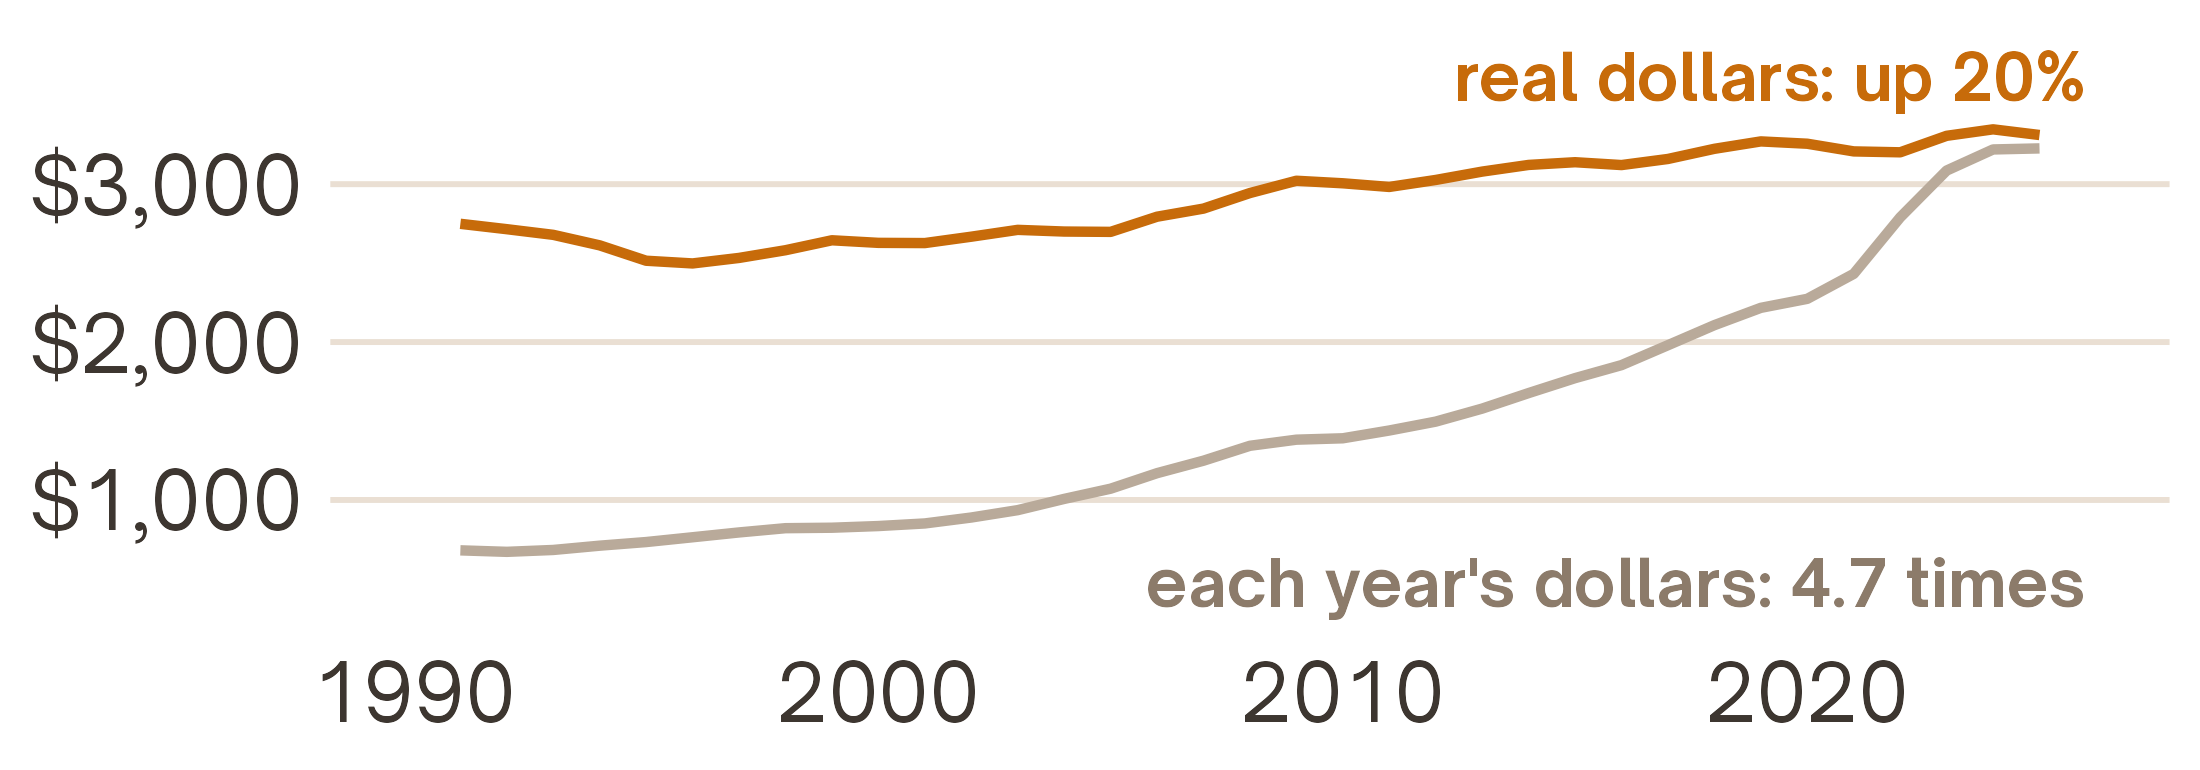 real dollars: up 20%
$3,000
$2,000
$1,000
each year's dollars: 4.7 times
1990 2000 2010 2020